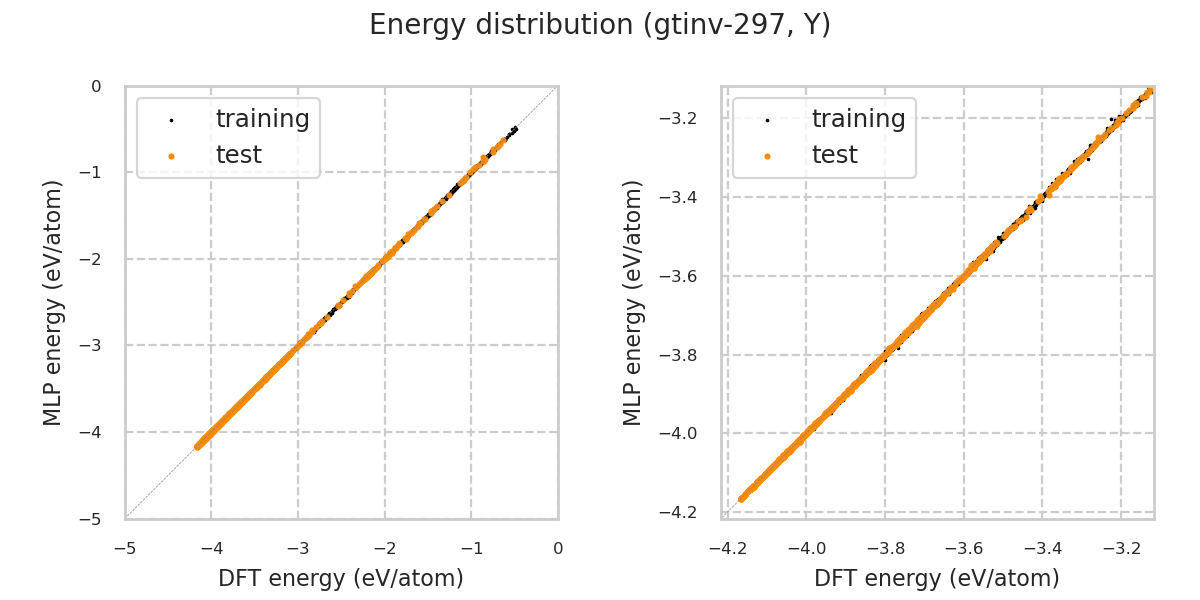 Energy distribution (gtinv-297, Y)
MLP energy (eV/atom)
0
−1
−2
−3
−4
−5
training
test
−5
−4
−3
−2
−1
0
DFT energy (eV/atom)
MLP energy (eV/atom)
−3.2
−3.4
−3.6
−3.8
−4.0
−4.2
training
test
−4.2
−4.0
−3.8
−3.6
−3.4
−3.2
DFT energy (eV/atom)